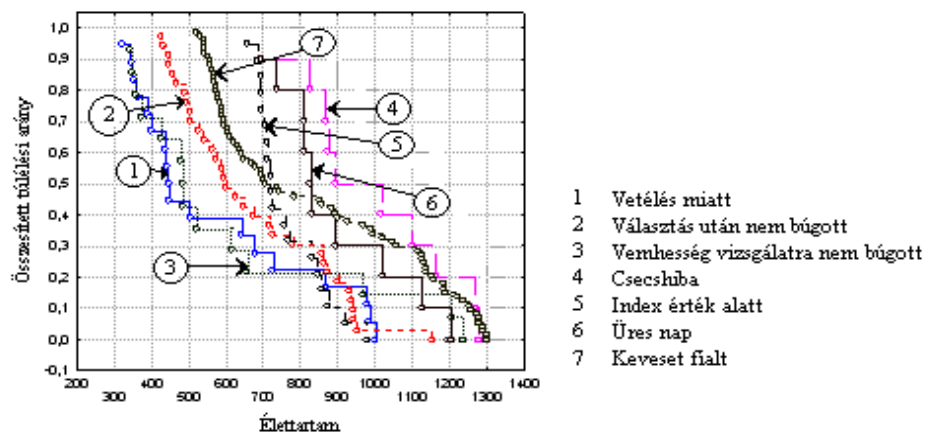 Összesített túlélési arány
1,0
0,9
0,8
0,7
0,6
0,5
0,4
0,3
0,2
0,1
0,0
-0,1
200 300 400 500 600 700 800 900 1000 1100 1200 1300 1400
Élettartam
7
2
4
5
1
6
3
1 Vetélés miatt
2 Választás után nem búgott
3 Vemhesség vizsgálatra nem búgott
4 Csecshiba
5 Index érték alatt
6 Üres nap
7 Keveset fialt